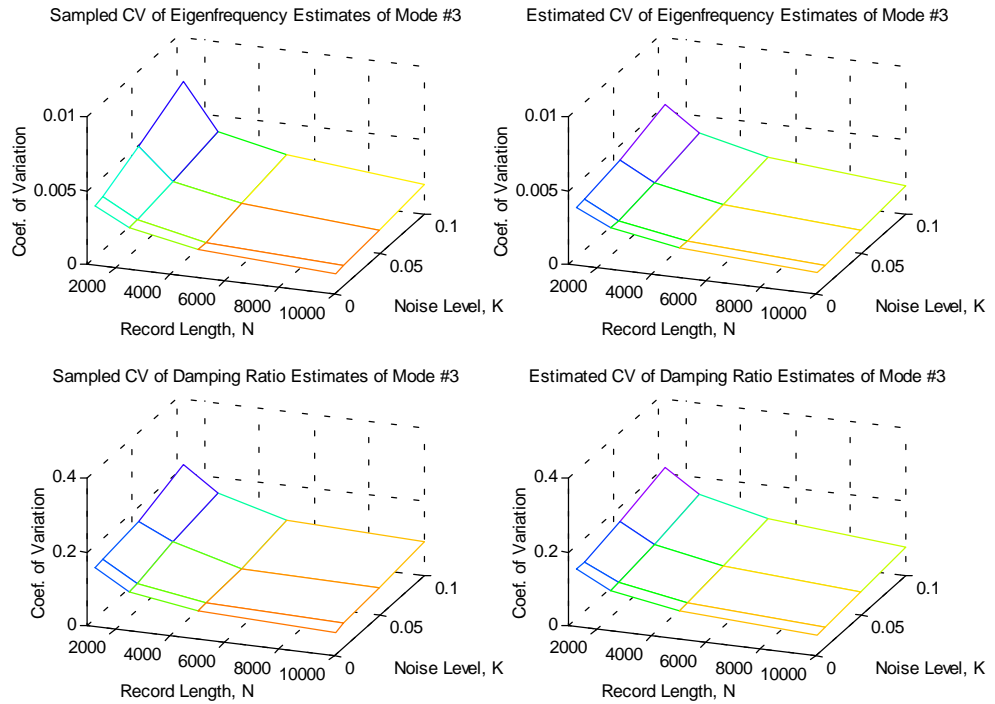 Sampled CV of Eigenfrequency Estimates of Mode #3
0.01
0.005
0
Coef. of Variation
2000
4000
6000
8000
10000
Record Length, N
0
0.05
0.1
Noise Level, K
Estimated CV of Eigenfrequency Estimates of Mode #3
0.01
0.005
0
Coef. of Variation
2000
4000
6000
8000
10000
Record Length, N
0
0.05
0.1
Noise Level, K
Sampled CV of Damping Ratio Estimates of Mode #3
0.4
0.2
0
Coef. of Variation
2000
4000
6000
8000
10000
Record Length, N
0
0.05
0.1
Noise Level, K
Estimated CV of Damping Ratio Estimates of Mode #3
0.4
0.2
0
Coef. of Variation
2000
4000
6000
8000
10000
Record Length, N
0
0.05
0.1
Noise Level, K